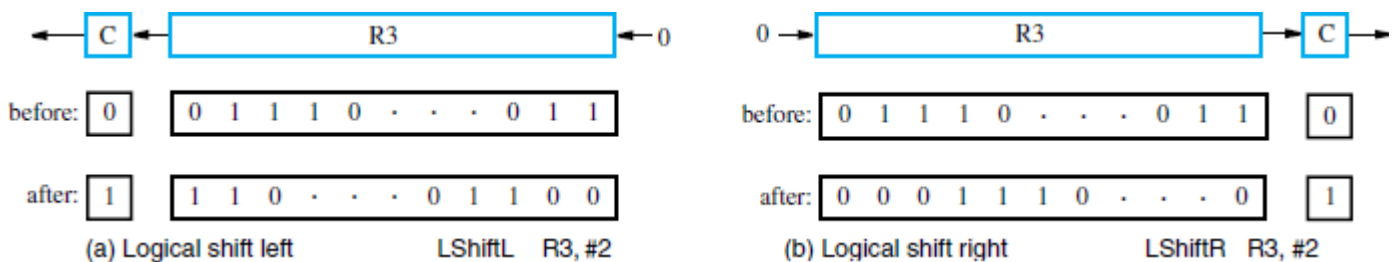 C R3 0
before: 0 0 1 1 1 0 · · · 0 1 1
after: 1 1 1 0 · · · 0 1 1 0 0
(a) Logical shift left LShiftL R3, #2
0 R3 C
before: 0 1 1 1 0 · · · 0 1 1 0
after: 0 0 0 1 1 1 0 · · · 0 1
(b) Logical shift right LShiftR R3, #2